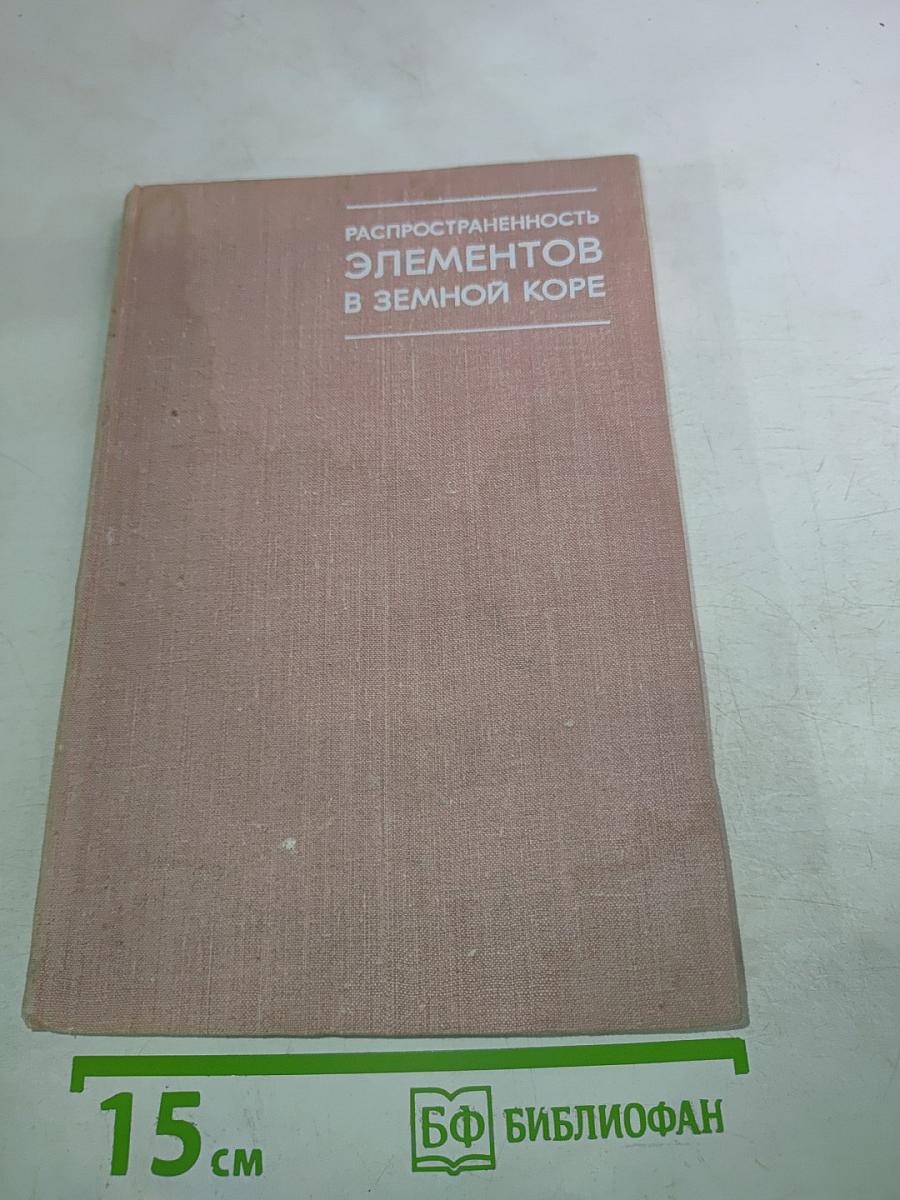 РАСПРОСТРАНЕННОСТЬ
ЭЛЕМЕНТОВ
В ЗЕМНОЙ КОРЕ
15 см
БФ БИБЛИОФАН